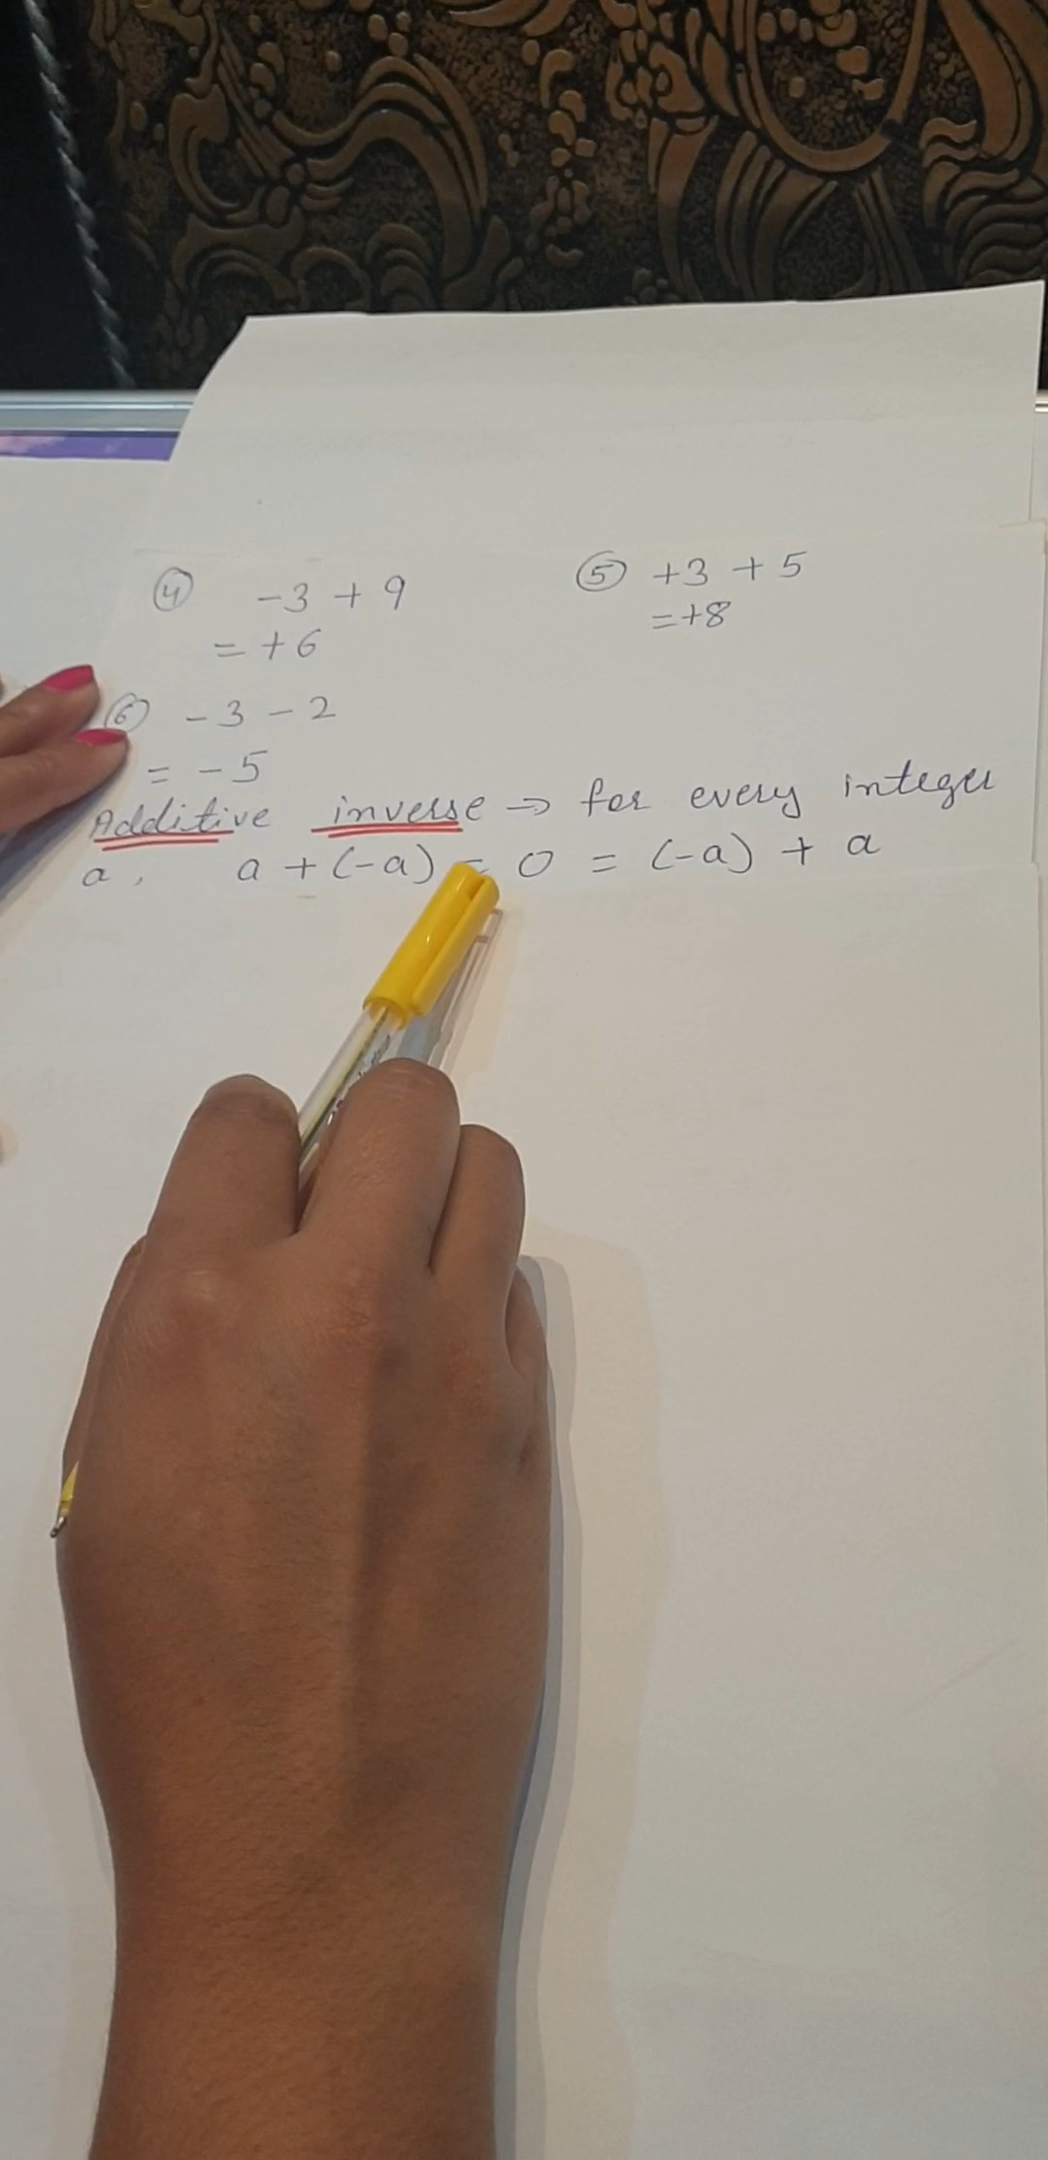 ④ -3 + 9
= +6
⑤ +3 + 5
= +8
⑥ -3 - 2
= -5
Additive inverse → for every integer
a, a + (-a) = 0 = (-a) + a